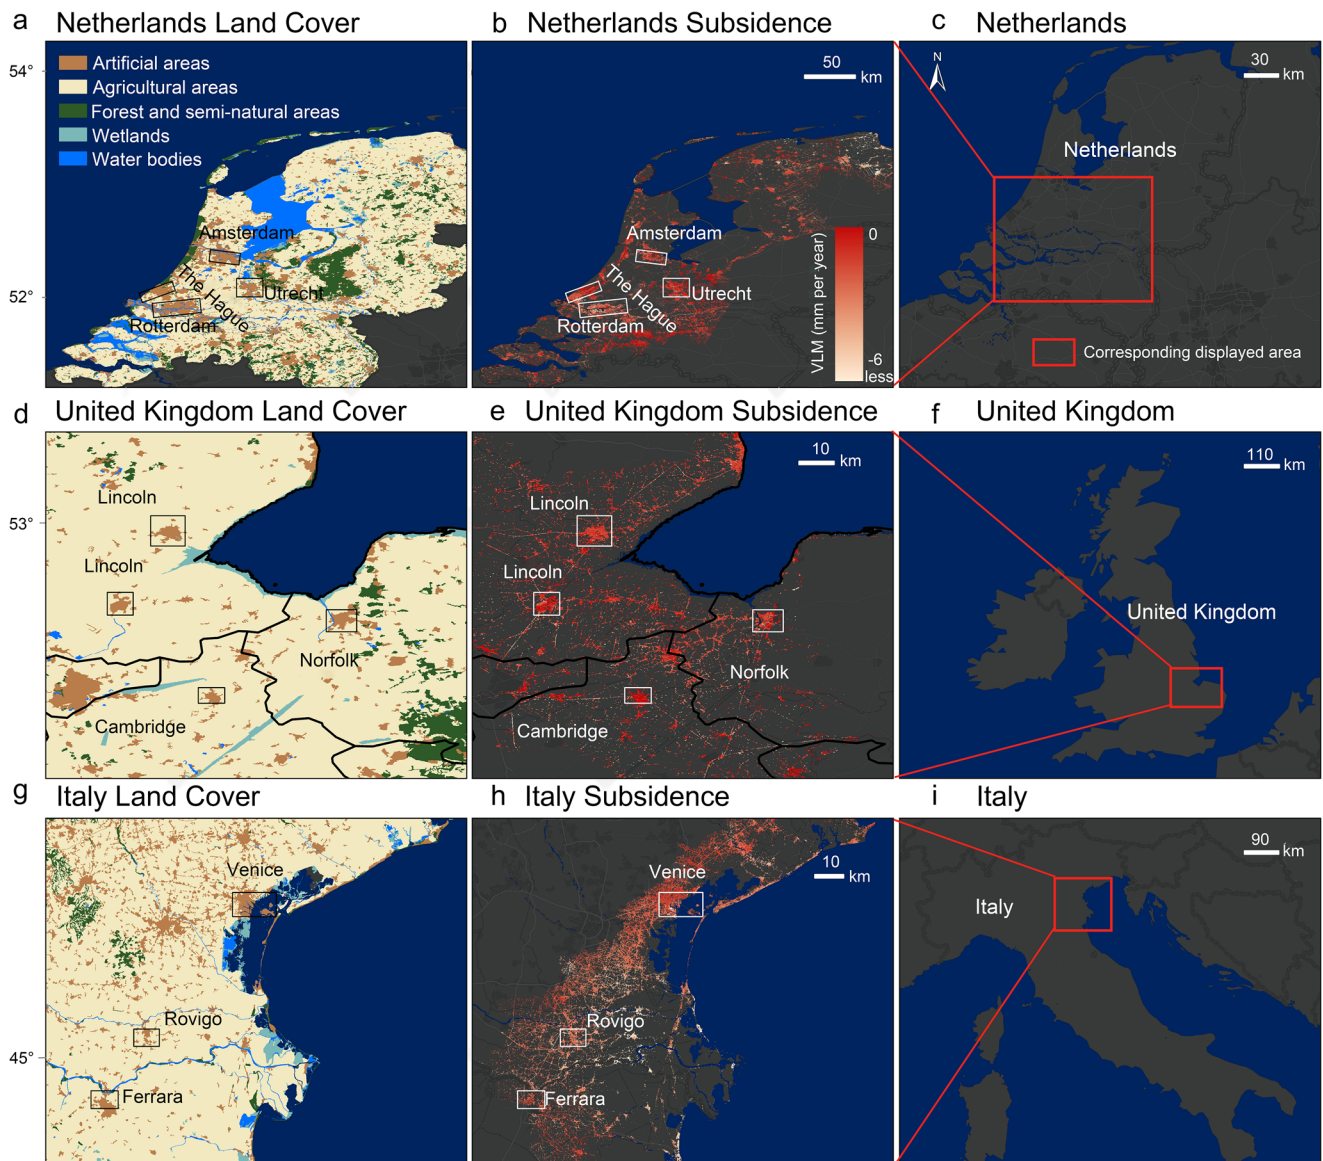 a Netherlands Land Cover
b Netherlands Subsidence
c Netherlands
54°
52°
Artificial areas
Agricultural areas
Forest and semi-natural areas
Wetlands
Water bodies
Amsterdam
The Hague
Utrecht
Rotterdam
50
km
Amsterdam
The Hague
Utrecht
Rotterdam
VLM (mm per year)
0
-6
less
N
30
km
Netherlands
Corresponding displayed area
d United Kingdom Land Cover
e United Kingdom Subsidence
f United Kingdom
53°
Lincoln
Lincoln
Norfolk
Cambridge
10
km
Lincoln
Lincoln
Norfolk
Cambridge
110
km
United Kingdom
g Italy Land Cover
h Italy Subsidence
i Italy
45°
Venice
Rovigo
Ferrara
Venice
10
km
Rovigo
Ferrara
90
km
Italy